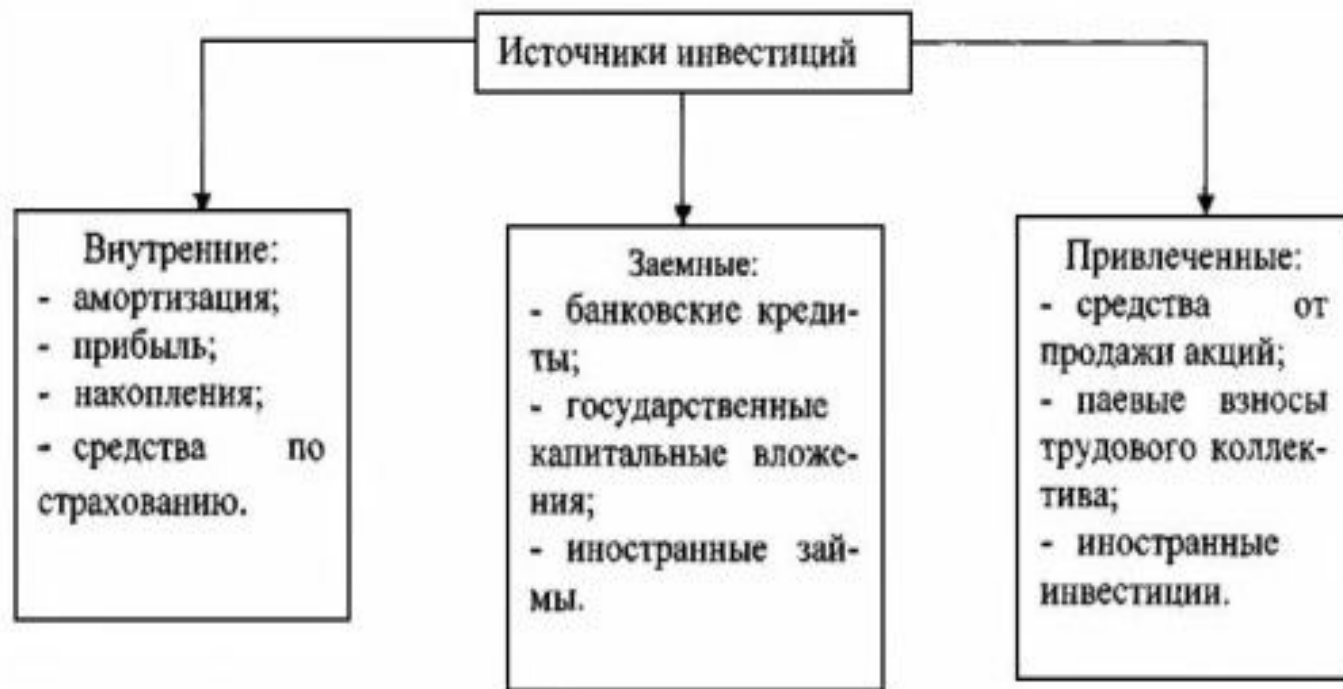 Источники инвестиций
Внутренние:
- амортизация;
- прибыль;
- накопления;
- средства по
страхованию.
Заемные:
- банковские креди-
ты;
- государственные
капитальные вложе-
ния;
- иностранные зай-
мы.
Привлеченные:
- средства от
продажи акций;
- паевые взносы
трудового коллек-
тива;
- иностранные
инвестиции.